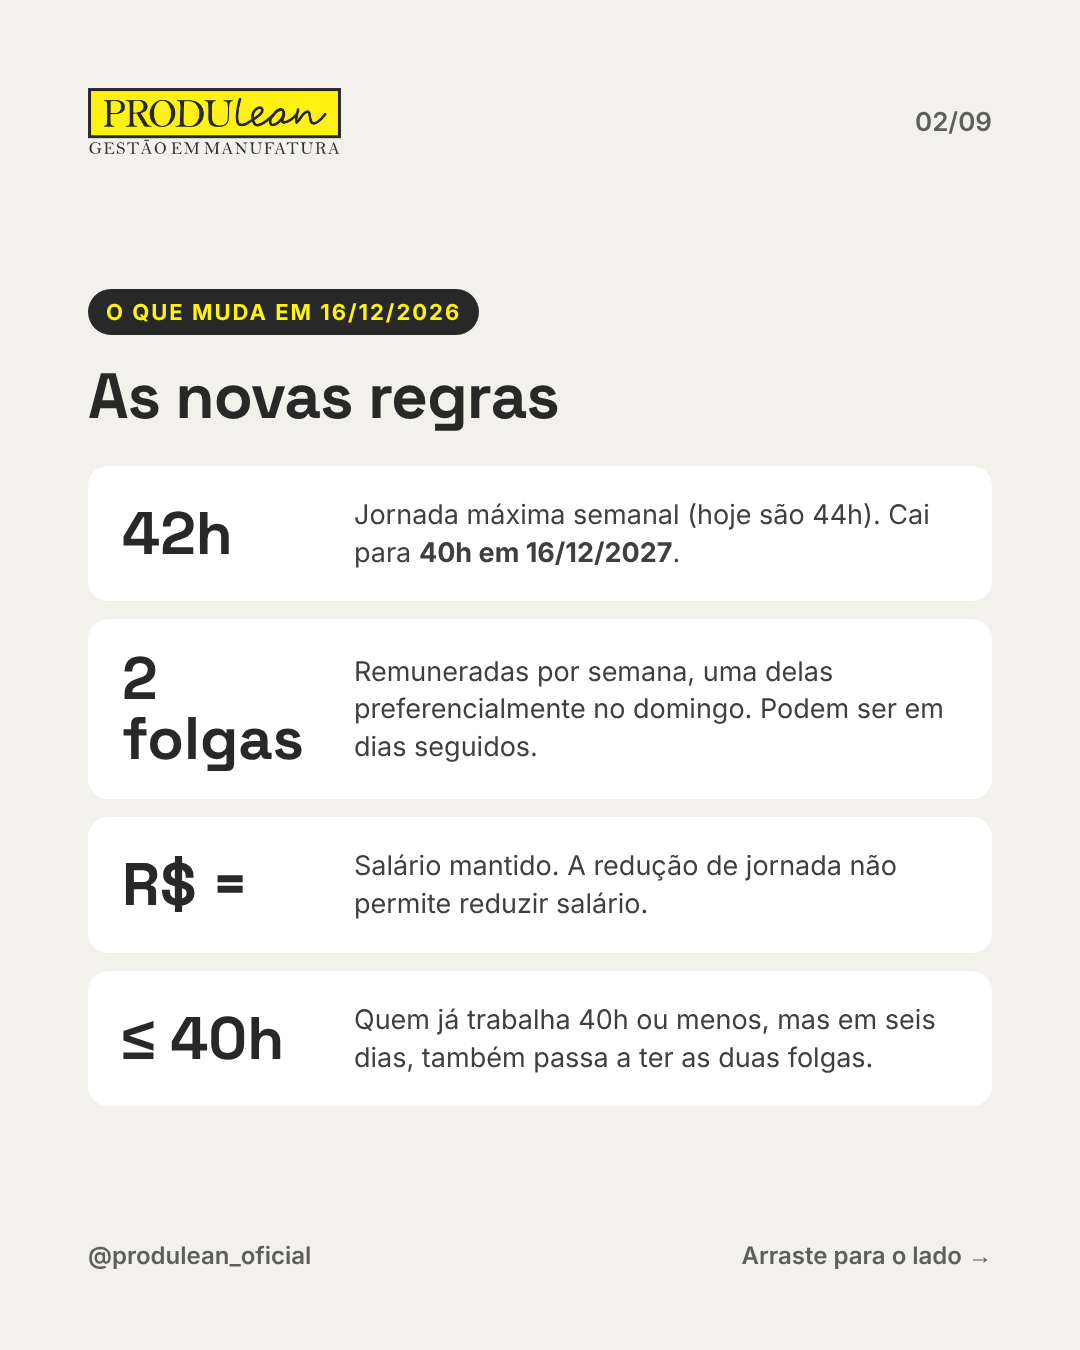 PRODUlean
GESTÃO EM MANUFATURA
02/09
O QUE MUDA EM 16/12/2026
As novas regras
42h
Jornada máxima semanal (hoje são 44h). Cai
para 40h em 16/12/2027.
2
folgas
Remuneradas por semana, uma delas
preferencialmente no domingo. Podem ser em
dias seguidos.
R$ =
Salário mantido. A redução de jornada não
permite reduzir salário.
≤ 40h
Quem já trabalha 40h ou menos, mas em seis
dias, também passa a ter as duas folgas.
@produlean_oficial
Arraste para o lado →